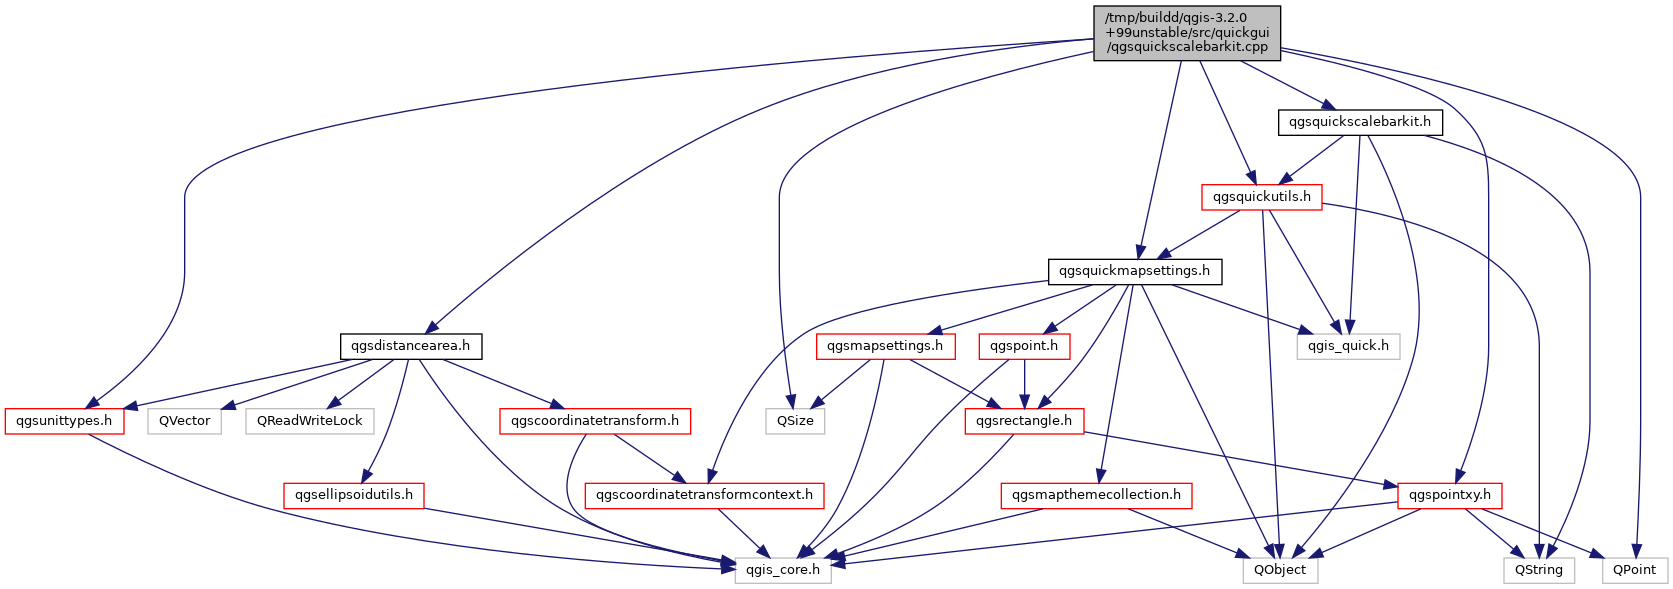 /tmp/buildd/qgis-3.2.0
+99unstable/src/quickgui
/qgsquickscalebarkit.cpp
qgsquickscalebarkit.h
qgsquickutils.h
qgsquickmapsettings.h
qgsdistancearea.h
qgsmapsettings.h
qgspoint.h
qgis_quick.h
qgsunittypes.h
QVector
QReadWriteLock
qgscoordinatetransform.h
QSize
qgsrectangle.h
qgsellipsoidutils.h
qgscoordinatetransformcontext.h
qgsmapthemecollection.h
qgspointxy.h
qgis_core.h
QObject
QString
QPoint